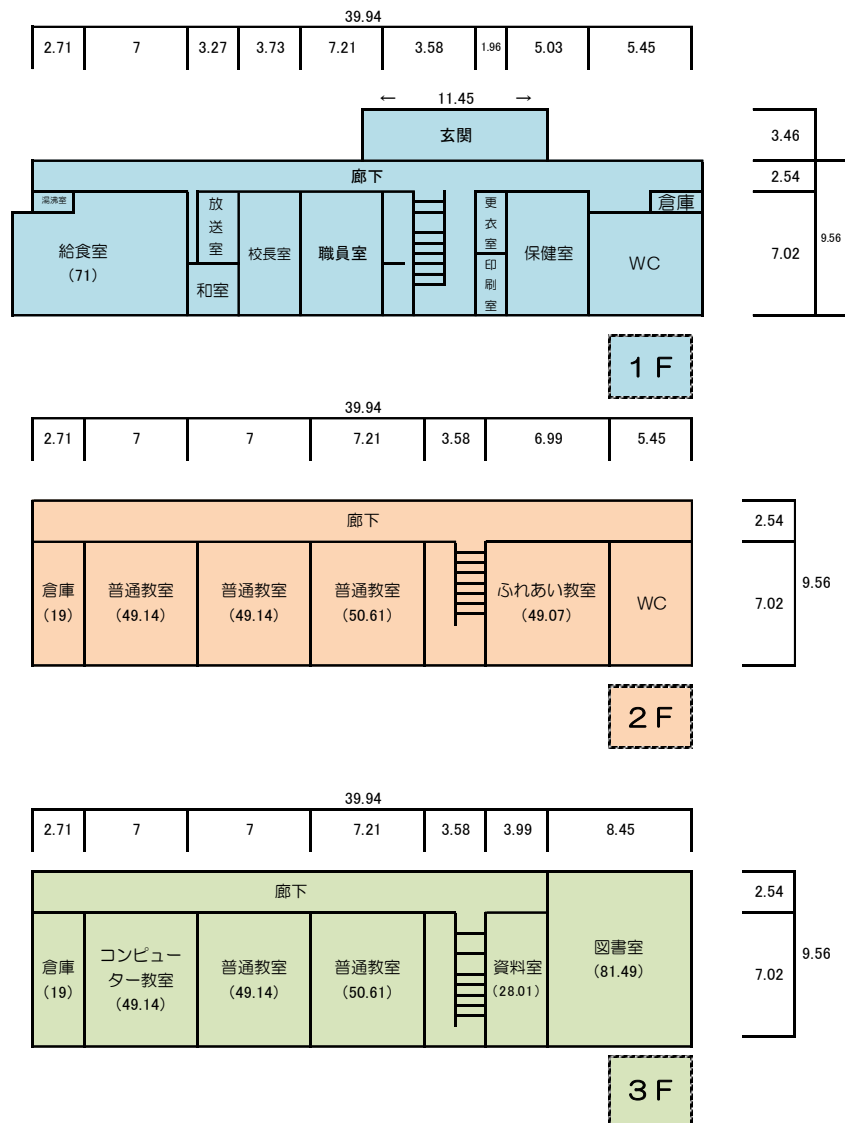 39.94
2.71 7 3.27 3.73 7.21 3.58 1.96 5.03 5.45
← 11.45 →
玄関
3.46
廊下
2.54
湯沸室
倉庫
放送室
更衣室
給食室
(71)
校長室
職員室
保健室
WC
7.02
9.56
和室
印刷室
1F
39.94
2.71 7 7 7.21 3.58 6.99 5.45
廊下
2.54
倉庫
(19)
普通教室
(49.14)
普通教室
(49.14)
普通教室
(50.61)
ふれあい教室
(49.07)
WC
7.02
9.56
2F
39.94
2.71 7 7 7.21 3.58 3.99 8.45
廊下
2.54
倉庫
(19)
コンピュー
ター教室
(49.14)
普通教室
(49.14)
普通教室
(50.61)
資料室
(28.01)
図書室
(81.49)
7.02
9.56
3F